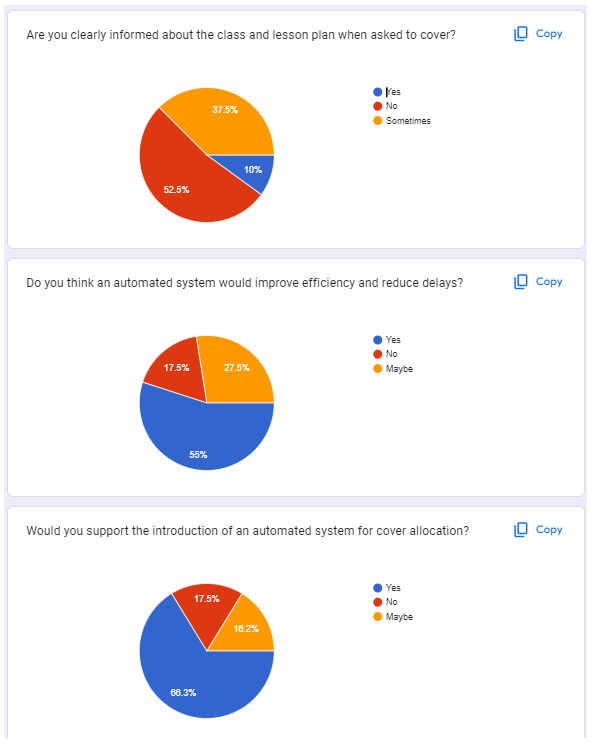 Are you clearly informed about the class and lesson plan when asked to cover?
Copy
37.5%
10%
52.5%
Yes
No
Sometimes
Do you think an automated system would improve efficiency and reduce delays?
Copy
17.5%
27.5%
55%
Yes
No
Maybe
Would you support the introduction of an automated system for cover allocation?
Copy
17.5%
16.2%
66.3%
Yes
No
Maybe